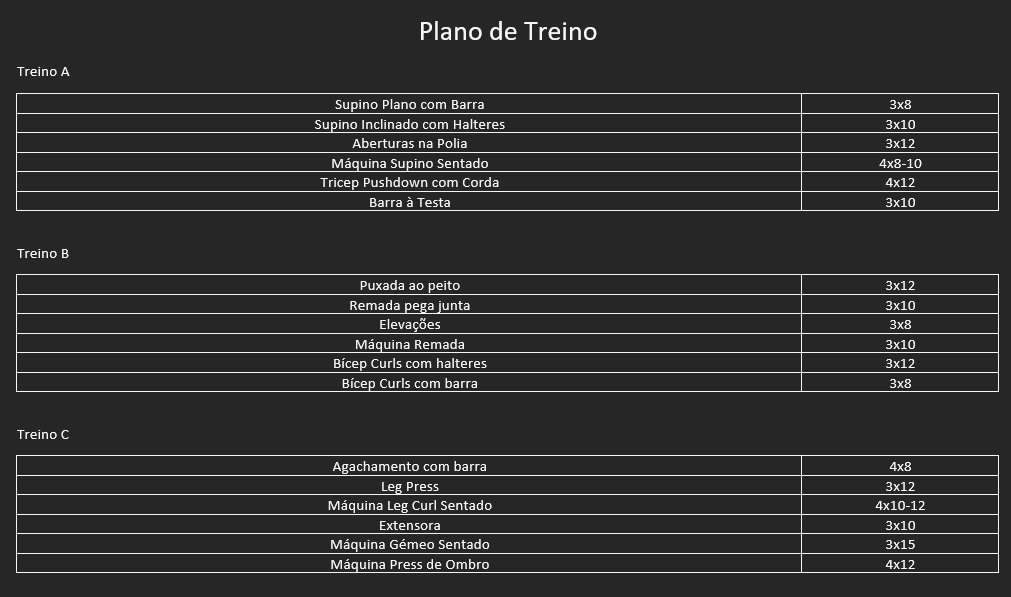 Plano de Treino
Treino A
Supino Plano com Barra 3x8
Supino Inclinado com Halteres 3x10
Aberturas na Polia 3x12
Máquina Supino Sentado 4x8-10
Tricep Pushdown com Corda 4x12
Barra à Testa 3x10
Treino B
Puxada ao peito 3x12
Remada pega junta 3x10
Elevações 3x8
Máquina Remada 3x10
Bícep Curls com halteres 3x12
Bícep Curls com barra 3x8
Treino C
Agachamento com barra 4x8
Leg Press 3x12
Máquina Leg Curl Sentado 4x10-12
Extensora 3x10
Máquina Gémeo Sentado 3x15
Máquina Press de Ombro 4x12